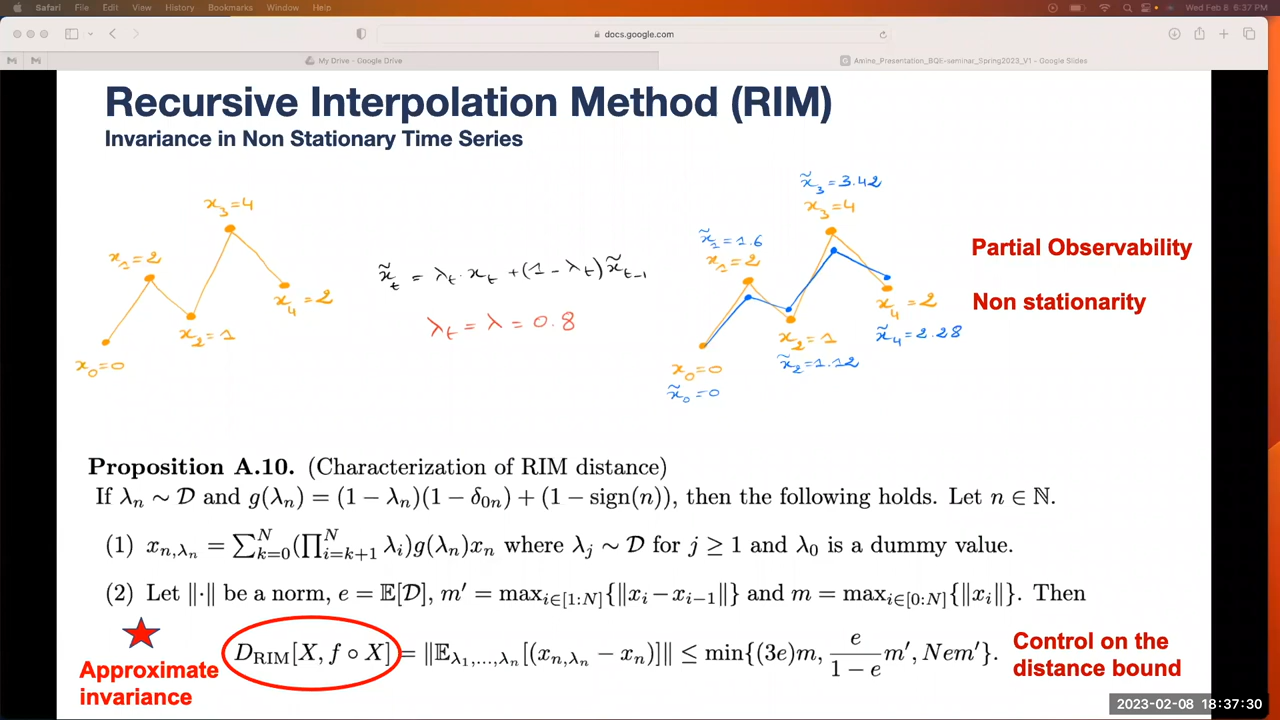 Safari File Edit View History Bookmarks Window Help Wed Feb 8 6:37 PM
docs.google.com
My Drive - Google Drive
Amine_Presentation_BQE-seminar_Spring2023_V1 - Google Slides
Recursive Interpolation Method (RIM)
Invariance in Non Stationary Time Series
x₃=4
x₁=2
x₄=2
x₂=1
x₀=0
x̃ₜ = λₜ·xₜ +(1-λₜ)x̃ₜ₋₁
λₜ = λ = 0.8
x̃₃=3.42
x₃=4
x̃₁=1.6
x₁=2
x₄=2
x̃₄=2.28
x₂=1
x̃₂=1.12
x₀=0
x̃₀=0
Partial Observability
Non stationarity
Proposition A.10. (Characterization of RIM distance)
If λₙ ∼ 𝒟 and g(λₙ) = (1 − λₙ)(1 − δ₀ₙ) + (1 − sign(n)), then the following holds. Let n ∈ ℕ.
(1) x_{n,λₙ} = ∑_{k=0}^{N}(∏_{i=k+1}^{N} λᵢ)g(λₙ)xₙ where λⱼ ∼ 𝒟 for j ≥ 1 and λ₀ is a dummy value.
(2) Let ‖·‖ be a norm, e = 𝔼[𝒟], m′ = max_{i∈[1:N]}{‖xᵢ−xᵢ₋₁‖} and m = max_{i∈[0:N]}{‖xᵢ‖}. Then
D_RIM[X, f ∘ X] = ‖𝔼_{λ₁,...,λₙ}[(x_{n,λₙ} − xₙ)]‖ ≤ min{(3e)m, e/(1−e) m′, Nem′}.
Approximate
invariance
Control on the
distance bound
2023-02-08 18:37:30